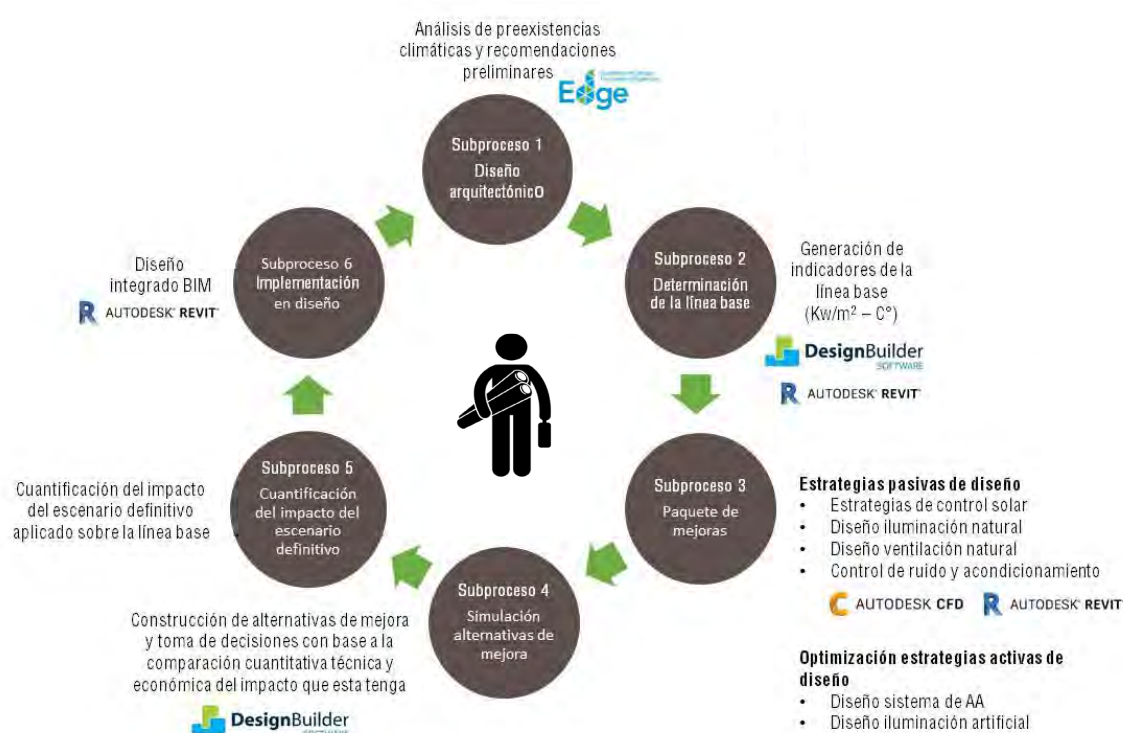 Análisis de preexistencias
climáticas y recomendaciones
preliminares
Edge
Subproceso 1
Diseño
arquitectónico
Subproceso 2
Determinación
de la línea base
Generación de
indicadores de la
línea base
(Kw/m² – C°)
DesignBuilder
SOFTWARE
R AUTODESK® REVIT®
Subproceso 3
Paquete de
mejoras
Estrategias pasivas de diseño
• Estrategias de control solar
• Diseño iluminación natural
• Diseño ventilación natural
• Control de ruido y acondicionamiento
C AUTODESK® CFD R AUTODESK® REVIT®
Optimización estrategias activas de
diseño
• Diseño sistema de AA
• Diseño iluminación artificial
Subproceso 4
Simulación
alternativas de
mejora
Construcción de alternativas de mejora
y toma de decisiones con base a la
comparación cuantitativa técnica y
económica del impacto que esta tenga
DesignBuilder
SOFTWARE
Subproceso 5
Cuantificación
del impacto del
escenario
definitivo
Cuantificación del impacto
del escenario definitivo
aplicado sobre la línea base
Subproceso 6
Implementación
en diseño
Diseño
integrado BIM
R AUTODESK® REVIT®